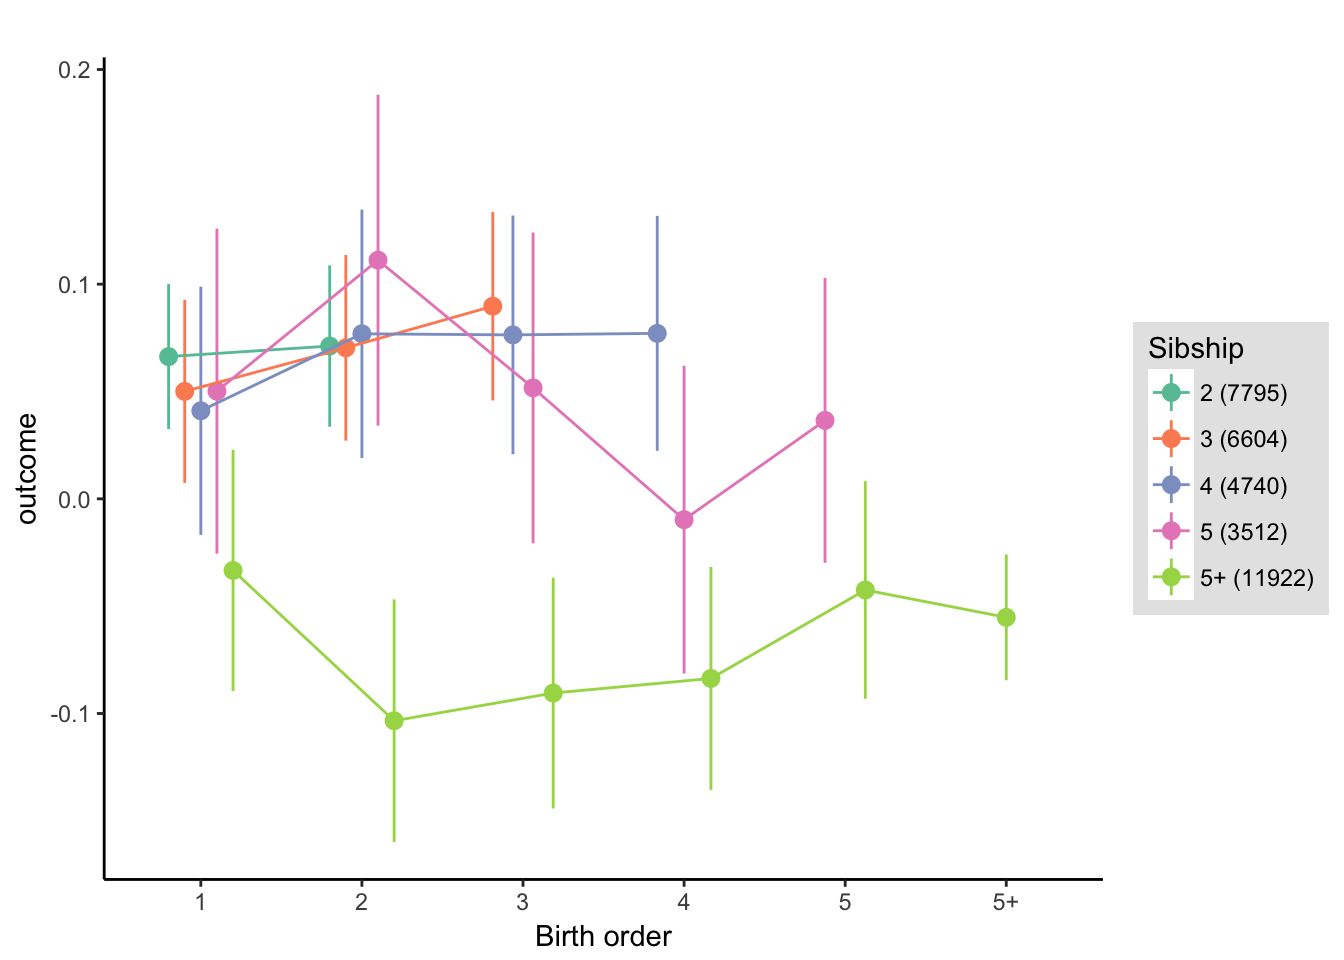 0.2
0.1
0.0
-0.1
outcome
1 2 3 4 5 5+
Birth order
Sibship
2 (7795)
3 (6604)
4 (4740)
5 (3512)
5+ (11922)